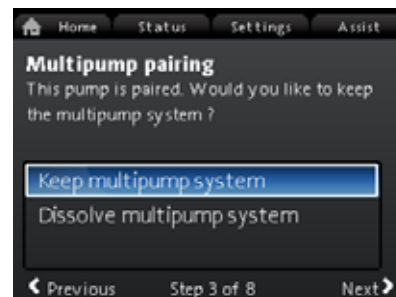 Home Status Settings Assist
Multipump pairing
This pump is paired. Would you like to keep
the multipump system ?
Keep multipump system
Dissolve multipump system
Previous Step 3 of 8 Next